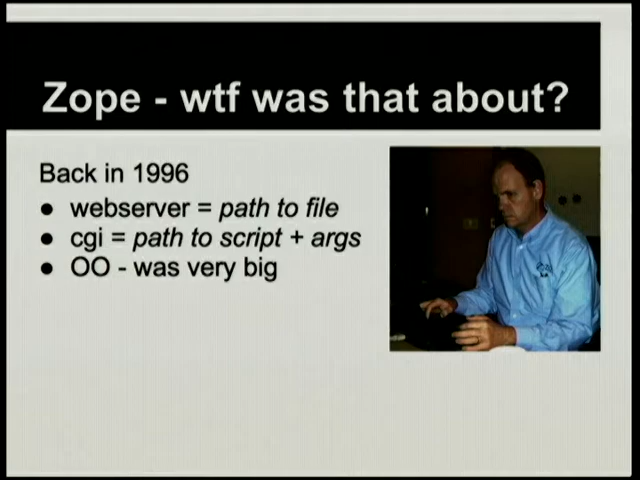 Zope - wtf was that about?
Back in 1996
● webserver = path to file
● cgi = path to script + args
● OO - was very big